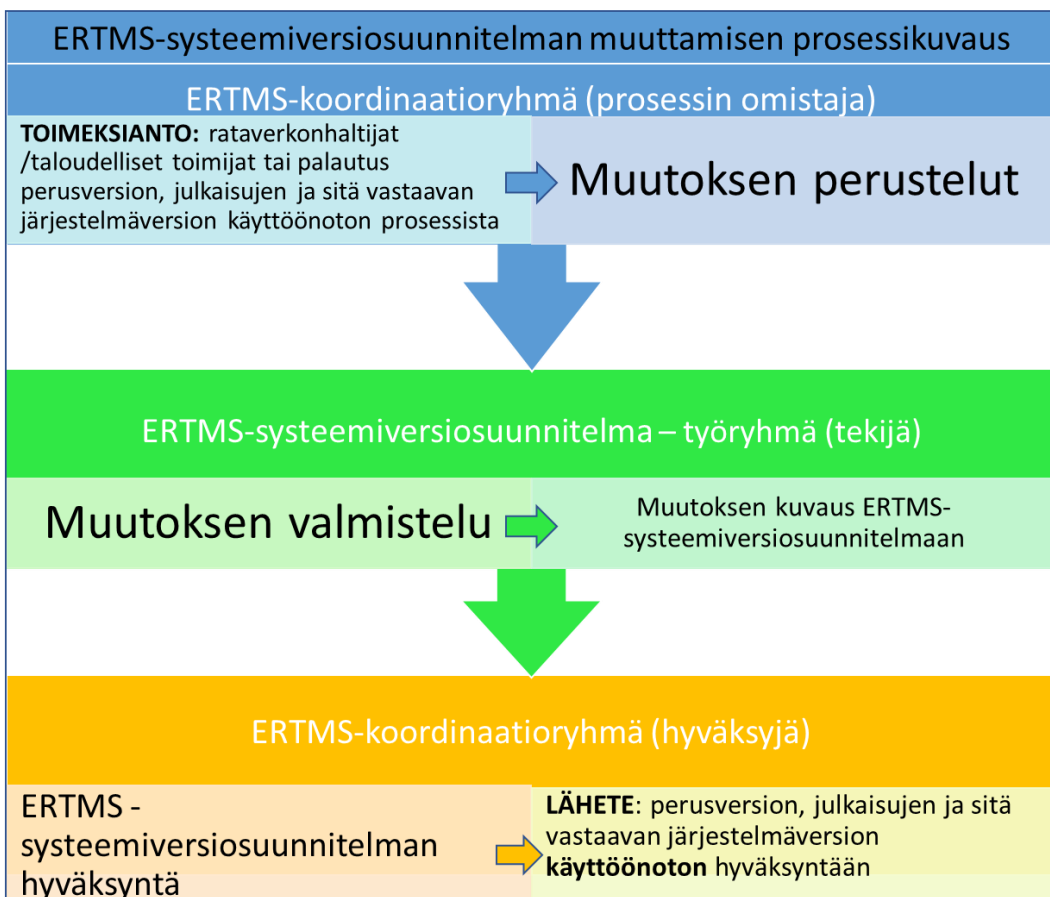 ERTMS-systeemiversiosuunnitelman muuttamisen prosessikuvaus
ERTMS-koordinaatioryhmä (prosessin omistaja)
TOIMEKSIANTO: rataverkonhaltijat
/taloudelliset toimijat tai palautus
perusversion, julkaisujen ja sitä vastaavan
järjestelmäversion käyttöönoton prosessista
Muutoksen perustelut
ERTMS-systeemiversiosuunnitelma – työryhmä (tekijä)
Muutoksen valmistelu
Muutoksen kuvaus ERTMS-
systeemiversiosuunnitelmaan
ERTMS-koordinaatioryhmä (hyväksyjä)
ERTMS -
systeemiversiosuunnitelman
hyväksyntä
LÄHETE: perusversion, julkaisujen ja sitä
vastaavan järjestelmäversion
käyttöönoton hyväksyntään